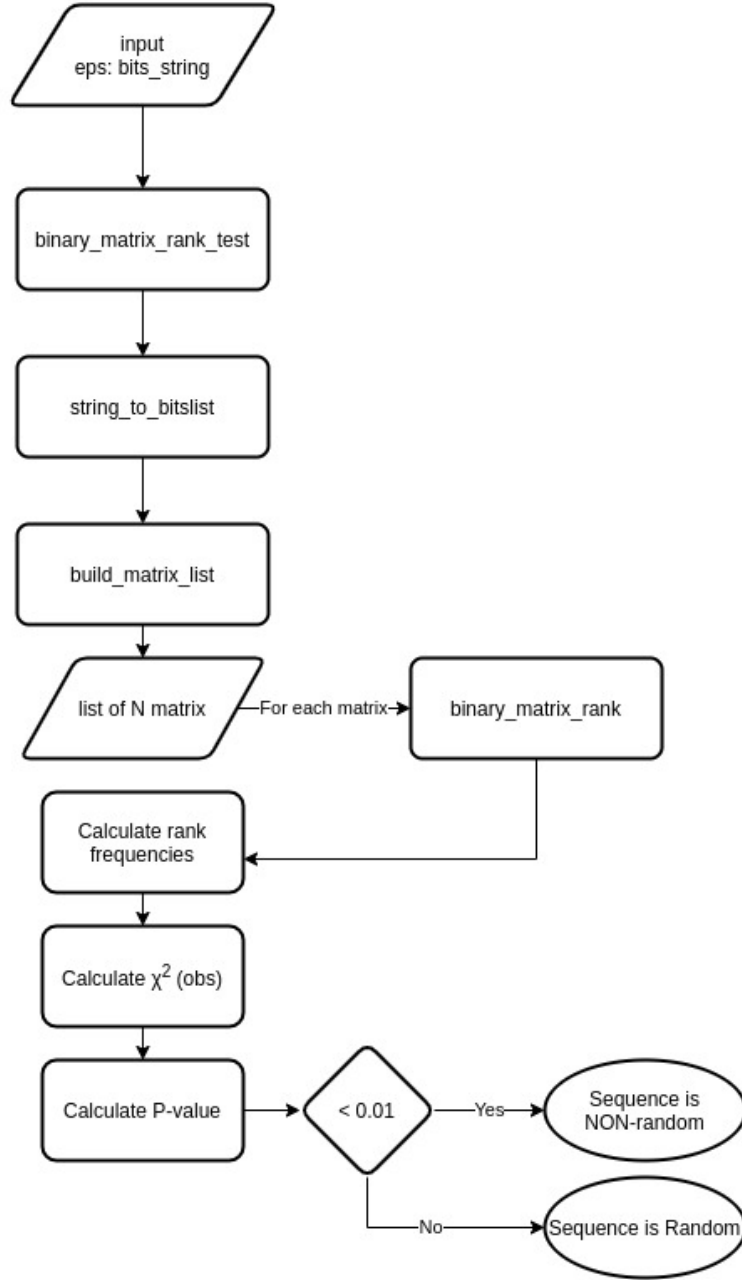 input
eps: bits_string
binary_matrix_rank_test
string_to_bitslist
build_matrix_list
list of N matrix
For each matrix
binary_matrix_rank
Calculate rank
frequencies
Calculate χ² (obs)
Calculate P-value
< 0.01
Yes
Sequence is
NON-random
No
Sequence is Random